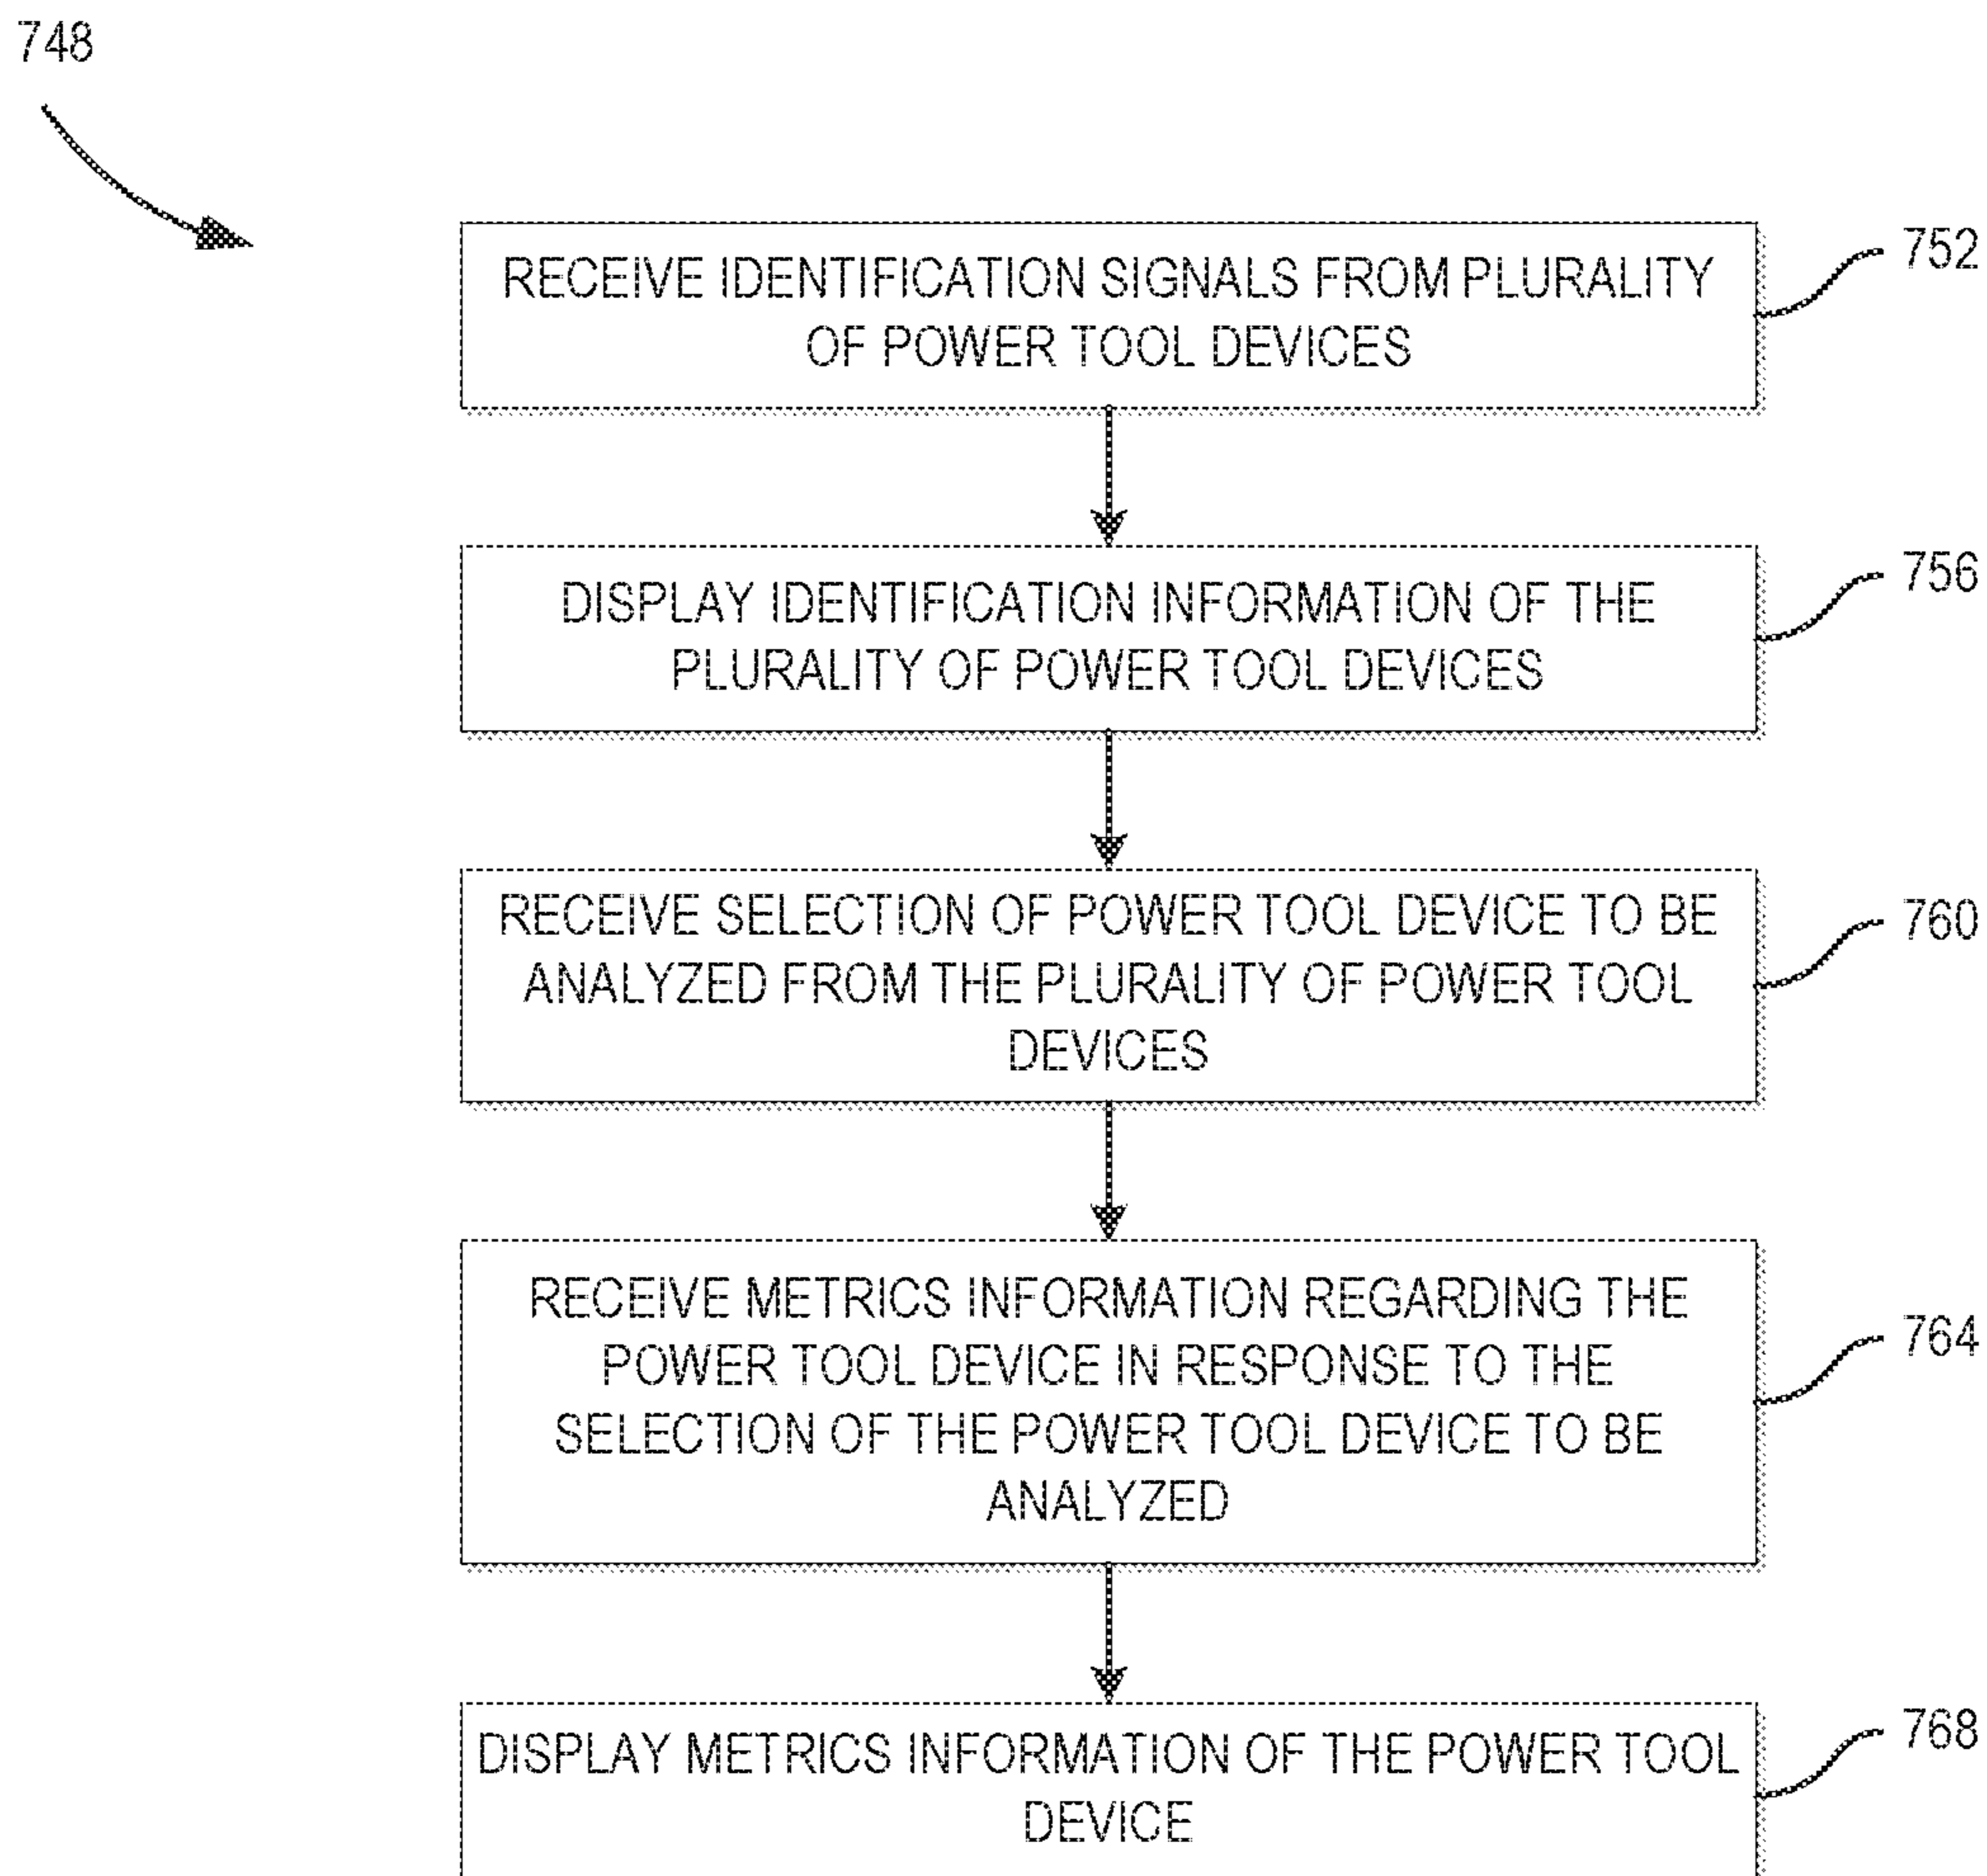 748
RECEIVE IDENTIFICATION SIGNALS FROM PLURALITY
OF POWER TOOL DEVICES
752
DISPLAY IDENTIFICATION INFORMATION OF THE
PLURALITY OF POWER TOOL DEVICES
756
RECEIVE SELECTION OF POWER TOOL DEVICE TO BE
ANALYZED FROM THE PLURALITY OF POWER TOOL
DEVICES
760
RECEIVE METRICS INFORMATION REGARDING THE
POWER TOOL DEVICE IN RESPONSE TO THE
SELECTION OF THE POWER TOOL DEVICE TO BE
ANALYZED
764
DISPLAY METRICS INFORMATION OF THE POWER TOOL
DEVICE
768